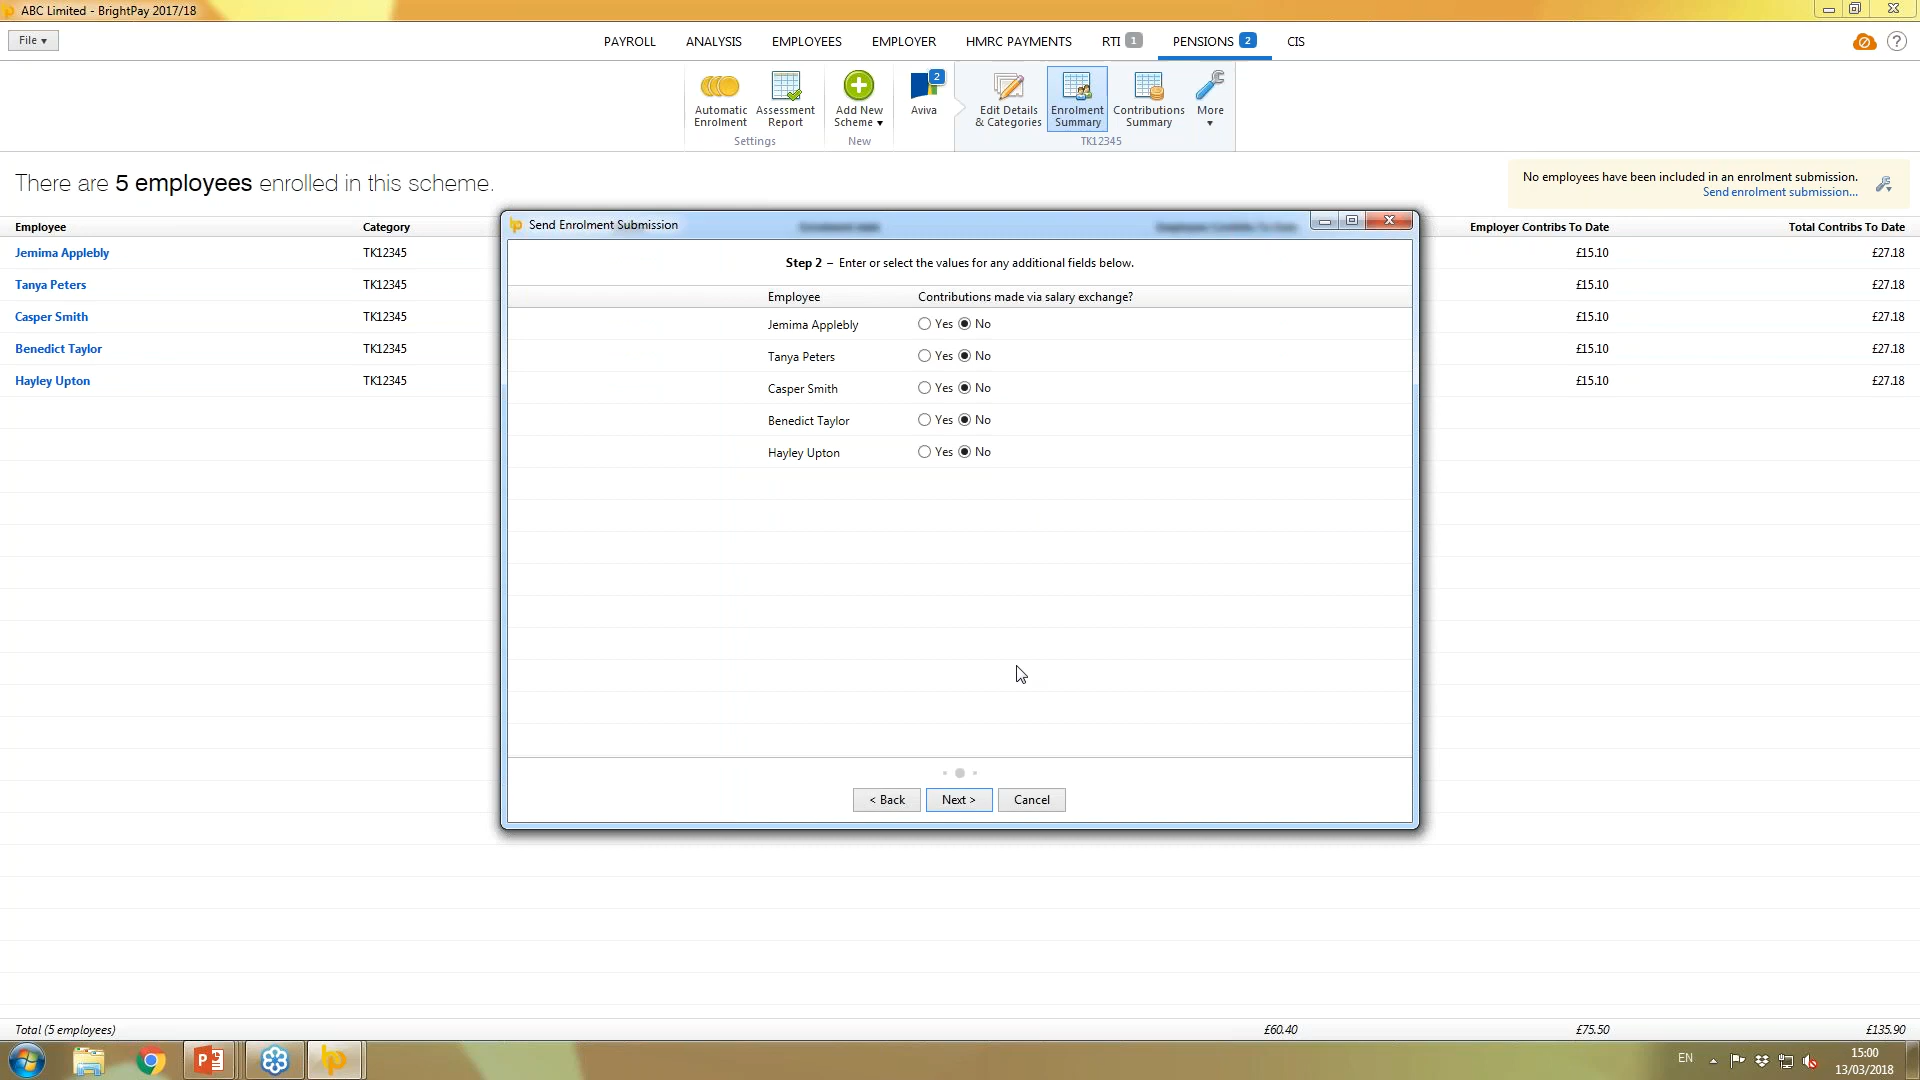 ABC Limited - BrightPay 2017/18
File
PAYROLL ANALYSIS EMPLOYEES EMPLOYER HMRC PAYMENTS RTI 1 PENSIONS 2 CIS
Automatic Enrolment
Assessment Report
Settings
Add New Scheme
New
2
Aviva
Edit Details & Categories
Enrolment Summary
Contributions Summary
More
TK12345
There are 5 employees enrolled in this scheme.
No employees have been included in an enrolment submission.
Send enrolment submission...
Employee Category Employer Contribs To Date Total Contribs To Date
Jemima Applebly TK12345 £15.10 £27.18
Tanya Peters TK12345 £15.10 £27.18
Casper Smith TK12345 £15.10 £27.18
Benedict Taylor TK12345 £15.10 £27.18
Hayley Upton TK12345 £15.10 £27.18
Send Enrolment Submission
Step 2 – Enter or select the values for any additional fields below.
Employee Contributions made via salary exchange?
Jemima Applebly Yes No
Tanya Peters Yes No
Casper Smith Yes No
Benedict Taylor Yes No
Hayley Upton Yes No
< Back Next > Cancel
Total (5 employees) £60.40 £75.50 £135.90
EN
15:00
13/03/2018